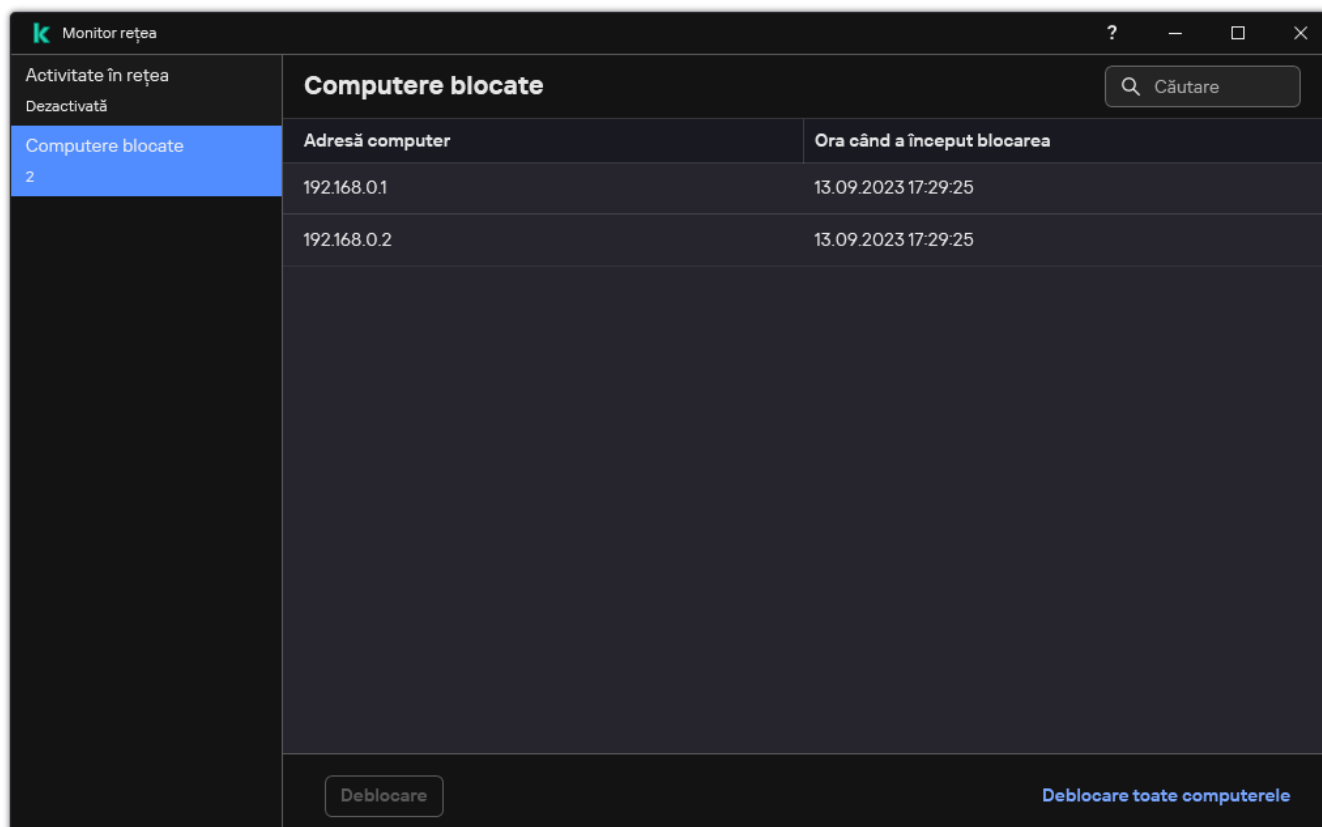 Monitor rețea
?
Activitate în rețea
Dezactivată
Computere blocate
2
Computere blocate
Căutare
Adresă computer
Ora când a început blocarea
192.168.0.1
13.09.2023 17:29:25
192.168.0.2
13.09.2023 17:29:25
Deblocare
Deblocare toate computerele